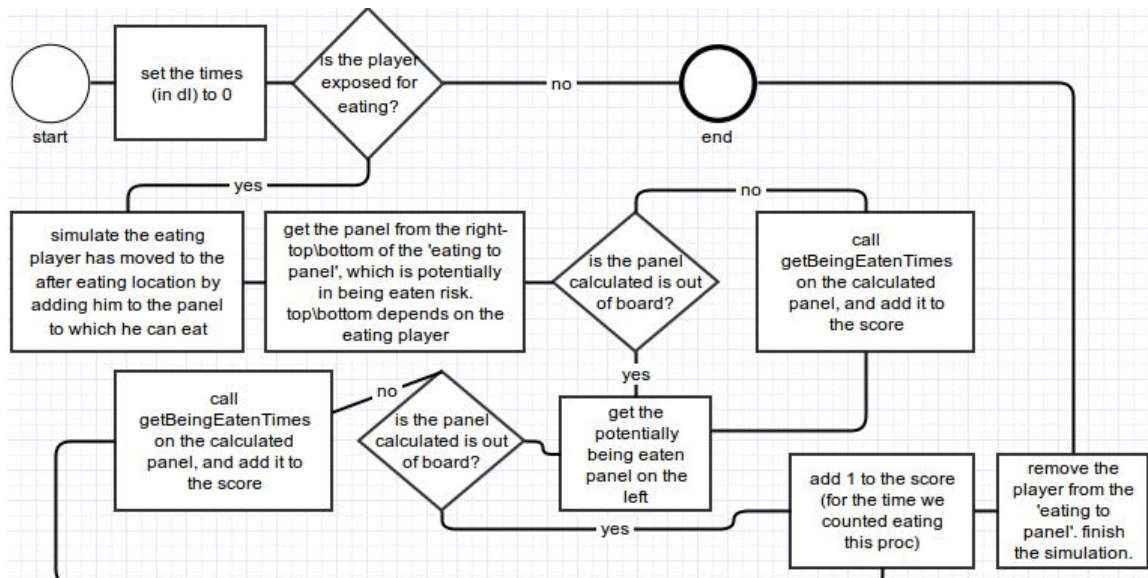 set the times
(in dl) to 0
start
is the player
exposed for
eating?
no
end
yes
simulate the eating
player has moved to the
after eating location by
adding him to the panel
to which he can eat
get the panel from the right-
top\bottom of the 'eating to
panel', which is potentially
in being eaten risk.
top\bottom depends on the
eating player
is the panel
calculated is out
of board?
no
call
getBeingEatenTimes
on the calculated
panel, and add it to
the score
yes
call
getBeingEatenTimes
on the calculated
panel, and add it to
the score
no
is the panel
calculated is out
of board?
get the
potentially
being eaten
panel on the
left
yes
add 1 to the score
(for the time we
counted eating
this proc)
remove the
player from the
'eating to
panel'. finish
the simulation.